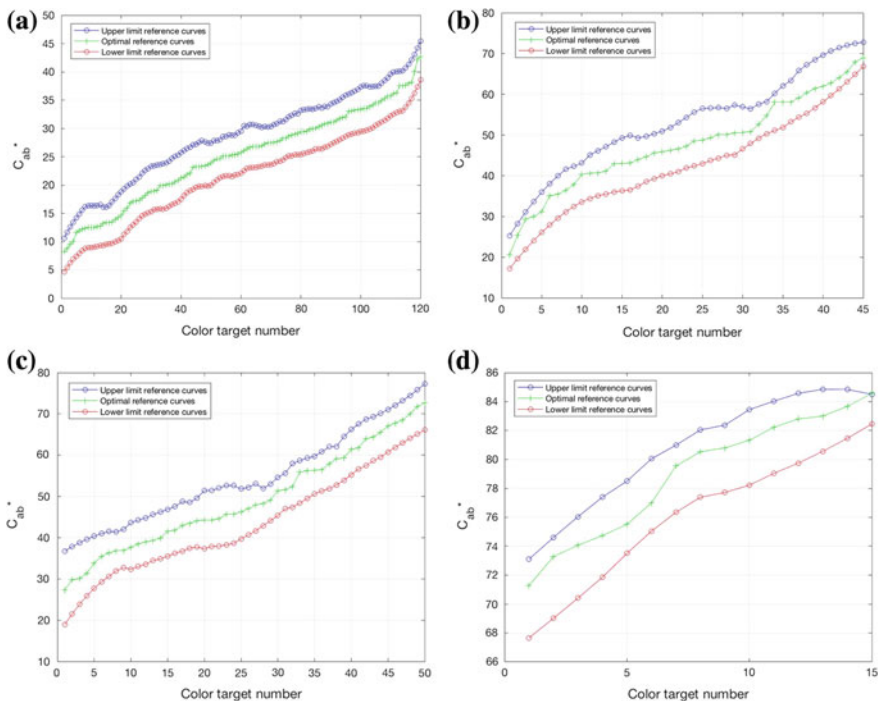 (a)
50
45
40
35
30
25
20
15
10
5
0
C_ab*
Upper limit reference curves
Optimal reference curves
Lower limit reference curves
0 20 40 60 80 100 120
Color target number
(b)
80
70
60
50
40
30
20
10
C_ab*
Upper limit reference curves
Optimal reference curves
Lower limit reference curves
0 5 10 15 20 25 30 35 40 45
Color target number
(c)
80
70
60
50
40
30
20
10
C_ab*
Upper limit reference curves
Optimal reference curves
Lower limit reference curves
0 5 10 15 20 25 30 35 40 45 50
Color target number
(d)
86
84
82
80
78
76
74
72
70
68
66
C_ab*
Upper limit reference curves
Optimal reference curves
Lower limit reference curves
0 5 10 15
Color target number